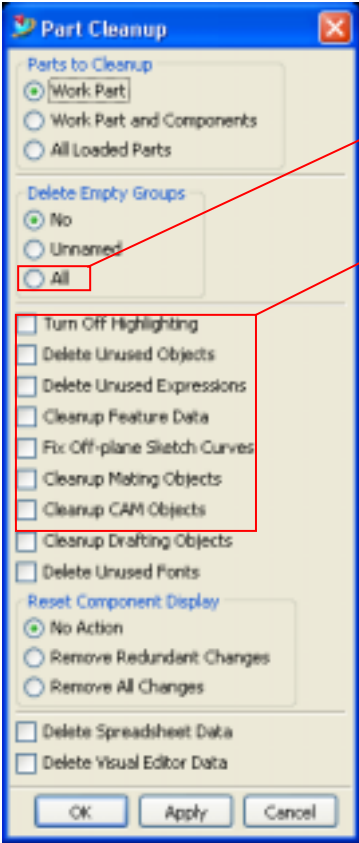 Part Cleanup
Parts to Cleanup
Work Part
Work Part and Components
All Loaded Parts
Delete Empty Groups
No
Unnamed
All
Turn Off Highlighting
Delete Unused Objects
Delete Unused Expressions
Cleanup Feature Data
Fix Off-plane Sketch Curves
Cleanup Mating Objects
Cleanup CAM Objects
Cleanup Drafting Objects
Delete Unused Fonts
Reset Component Display
No Action
Remove Redundant Changes
Remove All Changes
Delete Spreadsheet Data
Delete Visual Editor Data
OK Apply Cancel